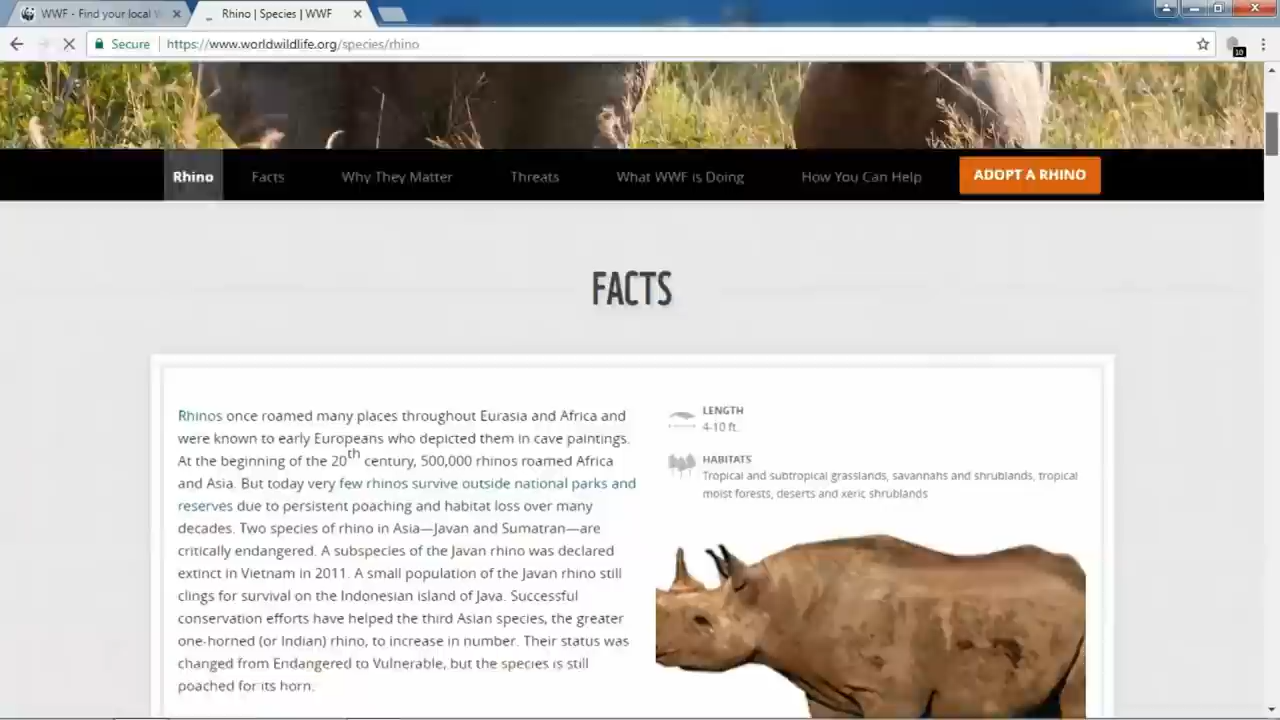 WWF - Find your local
Rhino | Species | WWF
Secure
https://www.worldwildlife.org/species/rhino
10
Rhino
Facts
Why They Matter
Threats
What WWF is Doing
How You Can Help
ADOPT A RHINO
FACTS
Rhinos once roamed many places throughout Eurasia and Africa and
were known to early Europeans who depicted them in cave paintings.
At the beginning of the 20th century, 500,000 rhinos roamed Africa
and Asia. But today very few rhinos survive outside national parks and
reserves due to persistent poaching and habitat loss over many
decades. Two species of rhino in Asia—Javan and Sumatran—are
critically endangered. A subspecies of the Javan rhino was declared
extinct in Vietnam in 2011. A small population of the Javan rhino still
clings for survival on the Indonesian island of Java. Successful
conservation efforts have helped the third Asian species, the greater
one-horned (or Indian) rhino, to increase in number. Their status was
changed from Endangered to Vulnerable, but the species is still
poached for its horn.
LENGTH
4-10 ft.
HABITATS
Tropical and subtropical grasslands, savannahs and shrublands, tropical
moist forests, deserts and xeric shrublands